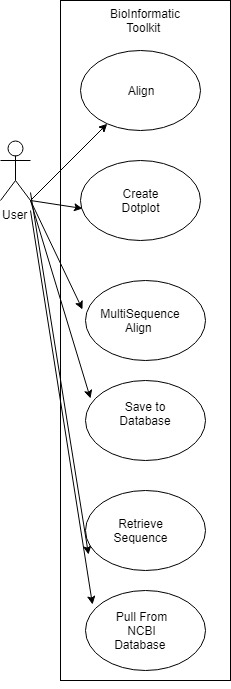 BioInformatic
Toolkit
Align
User
Create
Dotplot
MultiSequence
Align
Save to
Database
Retrieve
Sequence
Pull From
NCBI
Database